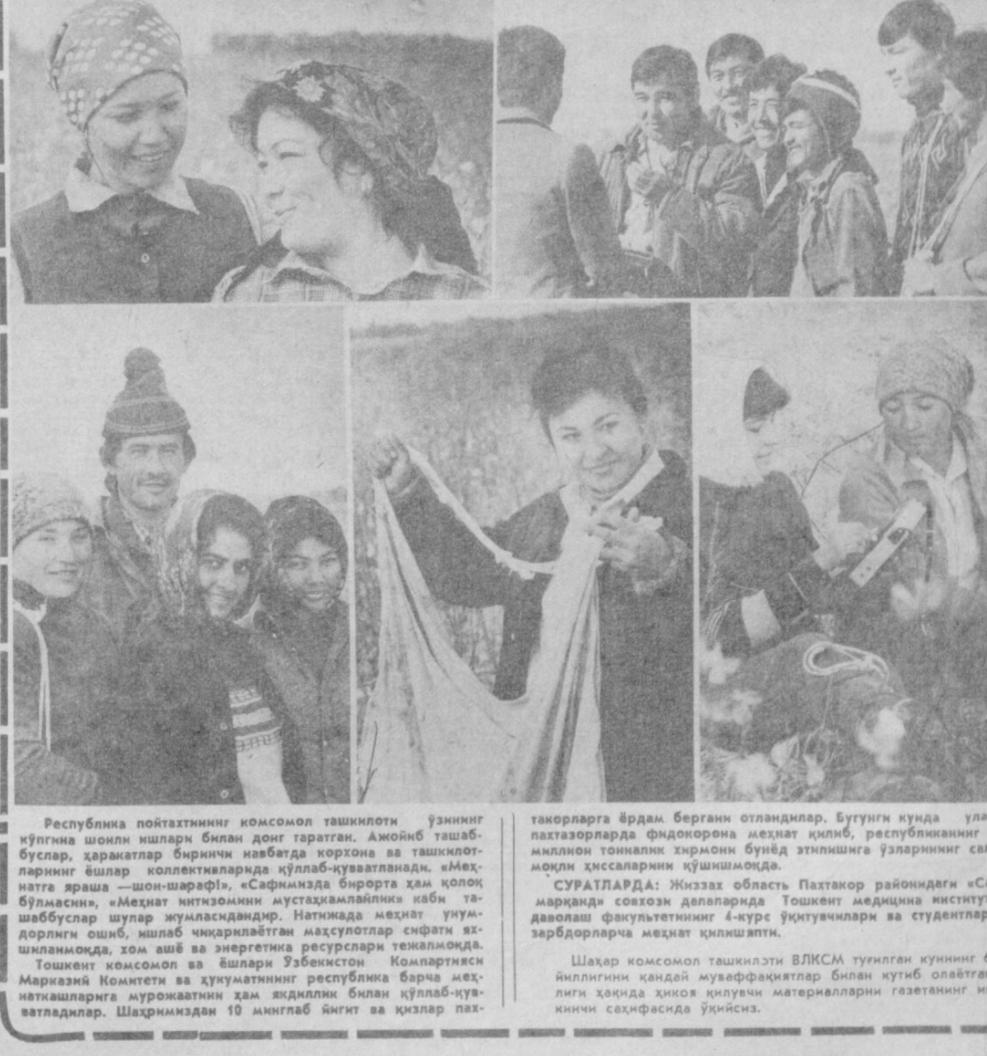 Республика пойтахтининг комсомол ташкилоти ўзининг
кўпгина шонли ишлари билан донг таратган. Ажойиб ташаб-
буслар, ҳаракатлар биринчи навбатда корхона ва ташкилот-
ларнинг ёшлар коллективларида қўллаб-қувватланади. «Меҳ-
натга яраша —шон-шараф!», «Сафимизда бирорта ҳам қолоқ
бўлмасин», «Меҳнат интизомини мустаҳкамлайлик» каби та-
шаббуслар шулар жумласидандир. Натижада меҳнат унум-
дорлиги ошиб, ишлаб чиқарилаётган маҳсулотлар сифати ях-
шиланмоқда, хом ашё ва энергетика ресурслари тежалмоқда.
Тошкент комсомол ва ёшлари Ўзбекистон Компартияси
Марказий Комитети ва ҳукуматининг республика барча меҳ-
наткашларига мурожаатини ҳам якдиллик билан қўллаб-қув-
ватладилар. Шаҳримиздан 10 минглаб йигит ва қизлар пах-
такорларга ёрдам бергани отландилар. Бугунги кунда
пахтазорларда фидокорона меҳнат қилиб, республиканинг
миллион тонналик хирмони бунёд этилишига ўзларининг
моқли ҳиссаларини қўшишмоқда.
СУРАТЛАРДА: Жиззах область Пахтакор районидаги
марқанд» совхози далаларида Тошкент медицина
даволаш факультетининг 4-курс ўқитувчилари ва
зарбдорларча меҳнат қилишяпти.
Шаҳар комсомол ташкилоти ВЛКСМ туғилган кунининг
йиллигини қандай муваффақиятлар билан кутиб
лиги ҳақида ҳикоя қилувчи материалларни газетанинг
кинчи саҳифасида ўқийсиз.